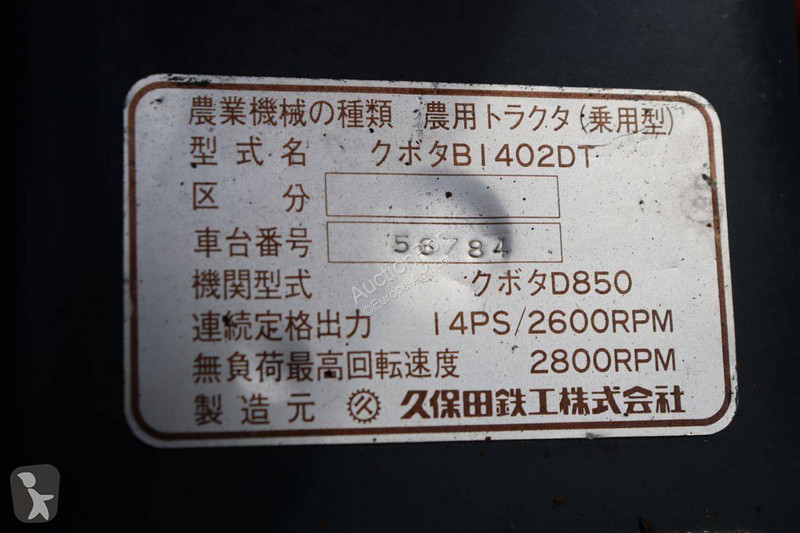 農業機械の種類 農用トラクタ(乗用型)
型式名 クボタB1402DT
区分
車台番号 58784
機関型式 クボタD850
連続定格出力 14PS/2600RPM
無負荷最高回転速度 2800RPM
製造元 久保田鉄工株式会社